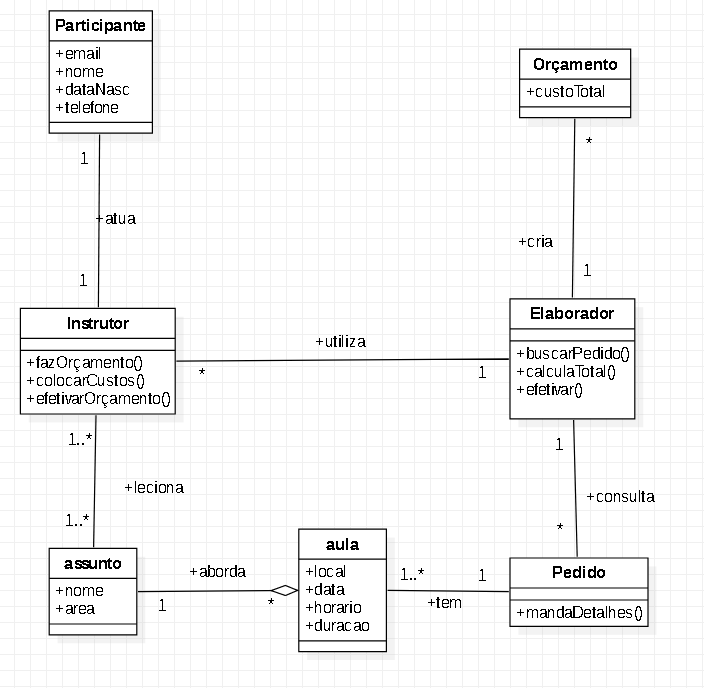 Participante
+email
+nome
+dataNasc
+telefone
Orçamento
+custoTotal
1
*
+atua
+cria
1
1
Instrutor
+fazOrçamento()
+colocarCustos()
+efetivarOrçamento()
+utiliza
*
1
Elaborador
+buscarPedido()
+calculaTotal()
+efetivar()
1..*
1
+leciona
+consulta
1..*
*
assunto
+nome
+area
+aborda
1
*
aula
+local
+data
+horario
+duracao
1..*
1
+tem
Pedido
+mandaDetalhes()